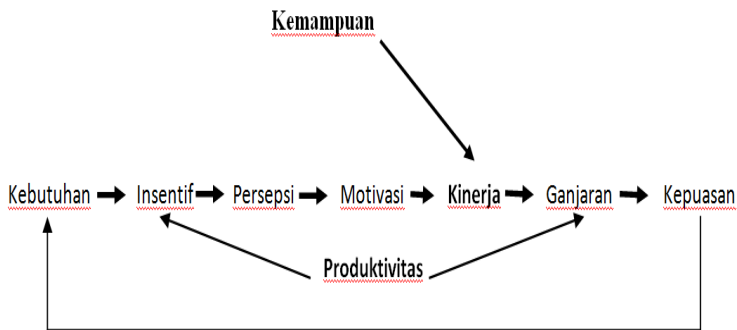 Kemampuan
Kebutuhan Insentif Persepsi Motivasi Kinerja Ganjaran Kepuasan
Produktivitas